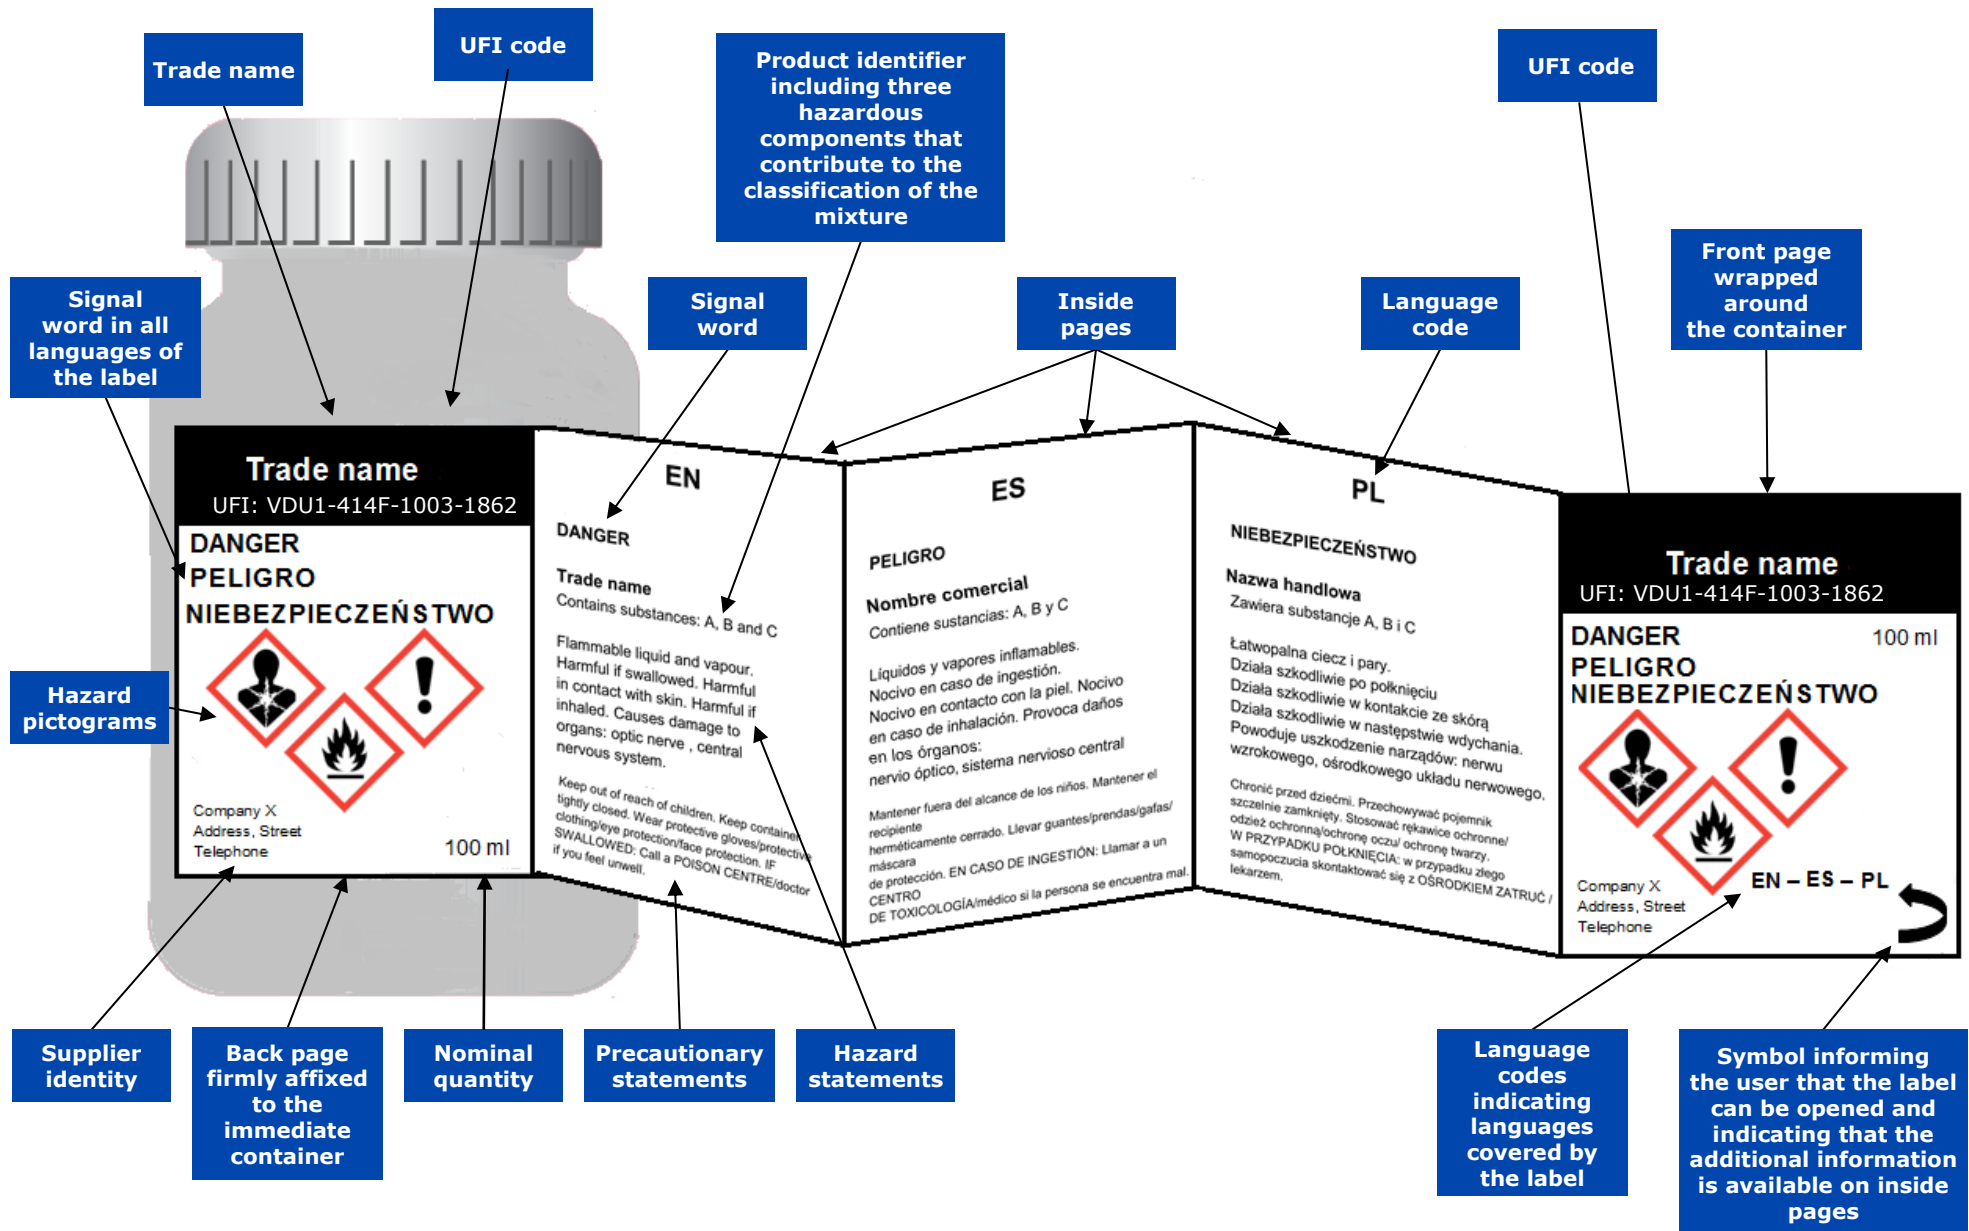 Trade name
UFI code
Product identifier
including three
hazardous
components that
contribute to the
classification of the
mixture
UFI code
Signal
word in all
languages of
the label
Signal
word
Inside
pages
Language
code
Front page
wrapped
around
the container
Trade name
UFI: VDU1-414F-1003-1862
DANGER
PELIGRO
NIEBEZPIECZEŃSTWO
Company X
Address, Street
Telephone
100 ml
EN
DANGER
Trade name
Contains substances: A, B and C
Flammable liquid and vapour.
Harmful if swallowed. Harmful
in contact with skin. Harmful if
inhaled. Causes damage to
organs: optic nerve , central
nervous system.
Keep out of reach of children. Keep container
tightly closed. Wear protective gloves/protective
clothing/eye protection/face protection. IF
SWALLOWED: Call a POISON CENTRE/doctor
if you feel unwell.
ES
PELIGRO
Nombre comercial
Contiene sustancias: A, B y C
Líquidos y vapores inflamables.
Nocivo en caso de ingestión.
Nocivo en contacto con la piel. Nocivo
en caso de inhalación. Provoca daños
en los órganos:
nervio óptico, sistema nervioso central
Mantener fuera del alcance de los niños. Mantener el
recipiente
herméticamente cerrado. Llevar guantes/prendas/gafas/
máscara
de protección. EN CASO DE INGESTIÓN: Llamar a un
CENTRO
DE TOXICOLOGÍA/médico si la persona se encuentra mal.
PL
NIEBEZPIECZEŃSTWO
Nazwa handlowa
Zawiera substancje A, B i C
Łatwopalna ciecz i pary.
Działa szkodliwie po połknięciu
Działa szkodliwie w kontakcie ze skórą
Działa szkodliwie w następstwie wdychania.
Powoduje uszkodzenie narządów: nerwu
wzrokowego, ośrodkowego układu nerwowego.
Chronić przed dziećmi. Przechowywać pojemnik
szczelnie zamknięty. Stosować rękawice ochronne/
odzież ochronną/ochronę oczu/ ochronę twarzy.
W PRZYPADKU POŁKNIĘCIA: w przypadku złego
samopoczucia skontaktować się z OŚRODKIEM ZATRUĆ /
lekarzem.
Trade name
UFI: VDU1-414F-1003-1862
DANGER
100 ml
PELIGRO
NIEBEZPIECZEŃSTWO
EN – ES – PL
Company X
Address, Street
Telephone
Hazard
pictograms
Supplier
identity
Back page
firmly affixed
to the
immediate
container
Nominal
quantity
Precautionary
statements
Hazard
statements
Language
codes
indicating
languages
covered by
the label
Symbol informing
the user that the label
can be opened and
indicating that the
additional information
is available on inside
pages